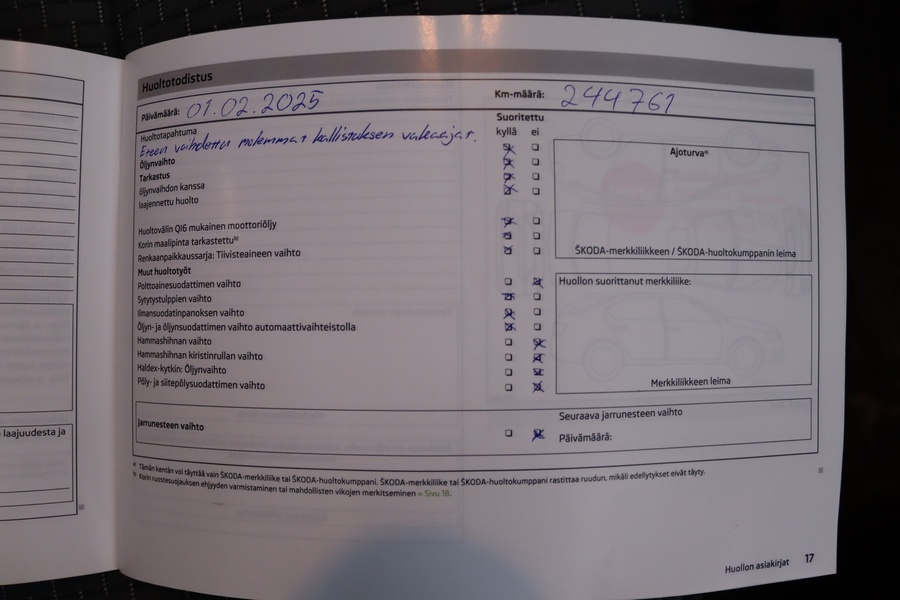 Huoltotodistus
Päivämäärä: 01.02.2025 Km-määrä: 244761
Suoritettu
Huoltotapahtuma kyllä ei
Eteen vaihdettu molemmat kallistuksen vakaajat.
Öljynvaihto
Tarkastus
öljynvaihdon kanssa
laajennettu huolto
Ajoturva
ŠKODA-merkkiliikkeen / ŠKODA-huoltokumppanin leima
Huoltovälin QI6 mukainen moottoriöljy
Korin maalipinta tarkastettu
Renkaanpaikkaussarja: Tiivisteaineen vaihto
Muut huoltotyöt
Polttoainesuodattimen vaihto
Sytytystulppien vaihto
Ilmansuodatinpanoksen vaihto
Öljyn- ja öljynsuodattimen vaihto automaattivaihteistolla
Hammashihnan vaihto
Hammashihnan kiristinrullan vaihto
Haldex-kytkin: Öljynvaihto
Pöly- ja siitepölysuodattimen vaihto
Huollon suorittanut merkkiliike:
Merkkiliikkeen leima
Jarrunesteen vaihto
Seuraava jarrunesteen vaihto
Päivämäärä:
Tämän kentän voi täyttää vain ŠKODA-merkkiliike tai ŠKODA-huoltokumppani. ŠKODA-merkkiliike tai ŠKODA-huoltokumppani rastittaa ruudun, mikäli edellytykset eivät täyty.
Korin ruostesuojauksen ehjyyden varmistaminen tai mahdollisten vikojen merkitseminen » Sivu 18.
laajuudesta ja
Huollon asiakirjat 17